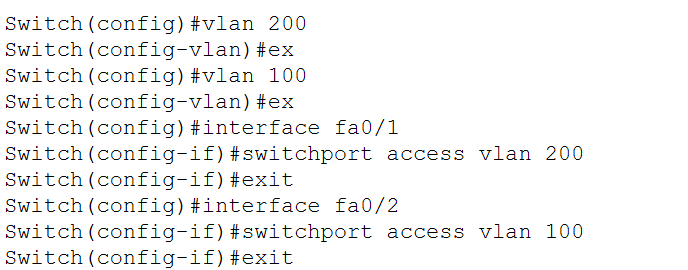 Switch(config)#vlan 200
Switch(config-vlan)#ex
Switch(config)#vlan 100
Switch(config-vlan)#ex
Switch(config)#interface fa0/1
Switch(config-if)#switchport access vlan 200
Switch(config-if)#exit
Switch(config)#interface fa0/2
Switch(config-if)#switchport access vlan 100
Switch(config-if)#exit